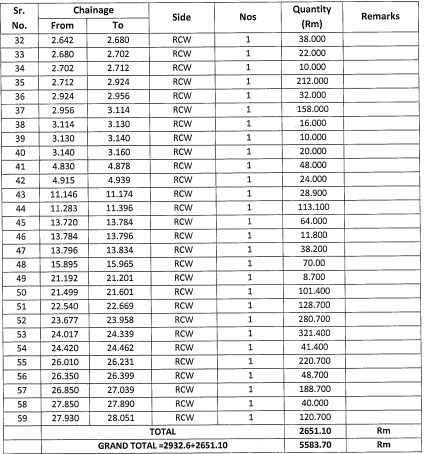 Sr. No. Chainage Side Nos Quantity (Rm) Remarks
From To
32 2.642 2.680 RCW 1 38.000
33 2.680 2.702 RCW 1 22.000
34 2.702 2.712 RCW 1 10.000
35 2.712 2.924 RCW 1 212.000
36 2.924 2.956 RCW 1 32.000
37 2.956 3.114 RCW 1 158.000
38 3.114 3.130 RCW 1 16.000
39 3.130 3.140 RCW 1 10.000
40 3.140 3.160 RCW 1 20.000
41 4.830 4.878 RCW 1 48.000
42 4.915 4.939 RCW 1 24.000
43 11.146 11.174 RCW 1 28.900
44 11.283 11.396 RCW 1 113.100
45 13.720 13.784 RCW 1 64.000
46 13.784 13.796 RCW 1 11.800
47 13.796 13.834 RCW 1 38.200
48 15.895 15.965 RCW 1 70.00
49 21.192 21.201 RCW 1 8.700
50 21.499 21.601 RCW 1 101.400
51 22.540 22.669 RCW 1 128.700
52 23.677 23.958 RCW 1 280.700
53 24.017 24.339 RCW 1 321.400
54 24.420 24.462 RCW 1 41.400
55 26.010 26.231 RCW 1 220.700
56 26.350 26.399 RCW 1 48.700
57 26.850 27.039 RCW 1 188.700
58 27.850 27.890 RCW 1 40.000
59 27.930 28.051 RCW 1 120.700
TOTAL 2651.10 Rm
GRAND TOTAL =2932.6+2651.10 5583.70 Rm